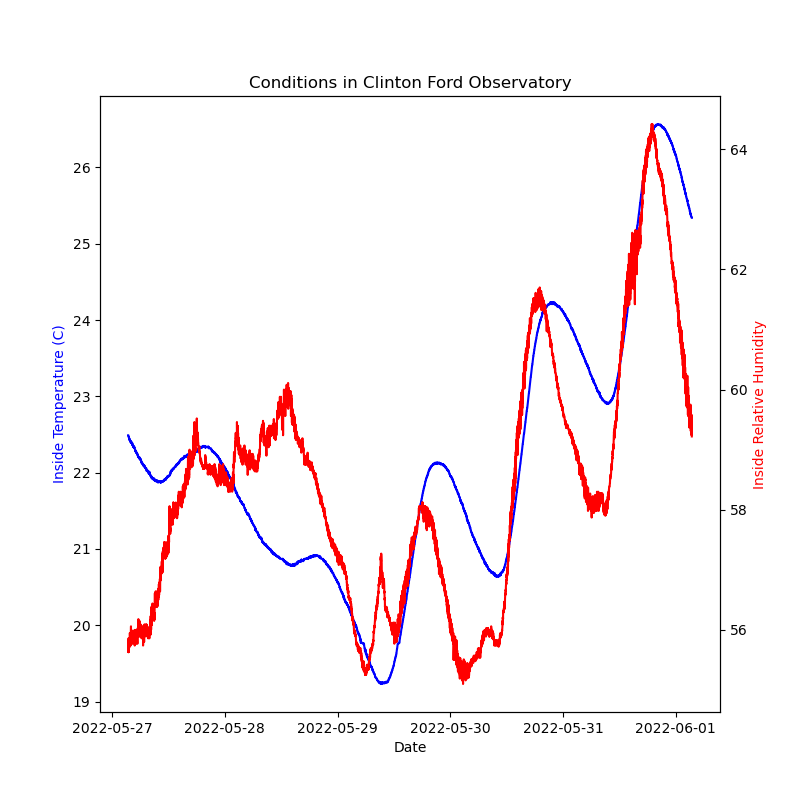 Conditions in Clinton Ford Observatory
Inside Temperature (C)
26
25
24
23
22
21
20
19
64
62
60
58
56
Inside Relative Humidity
2022-05-27 2022-05-28 2022-05-29 2022-05-30 2022-05-31 2022-06-01
Date